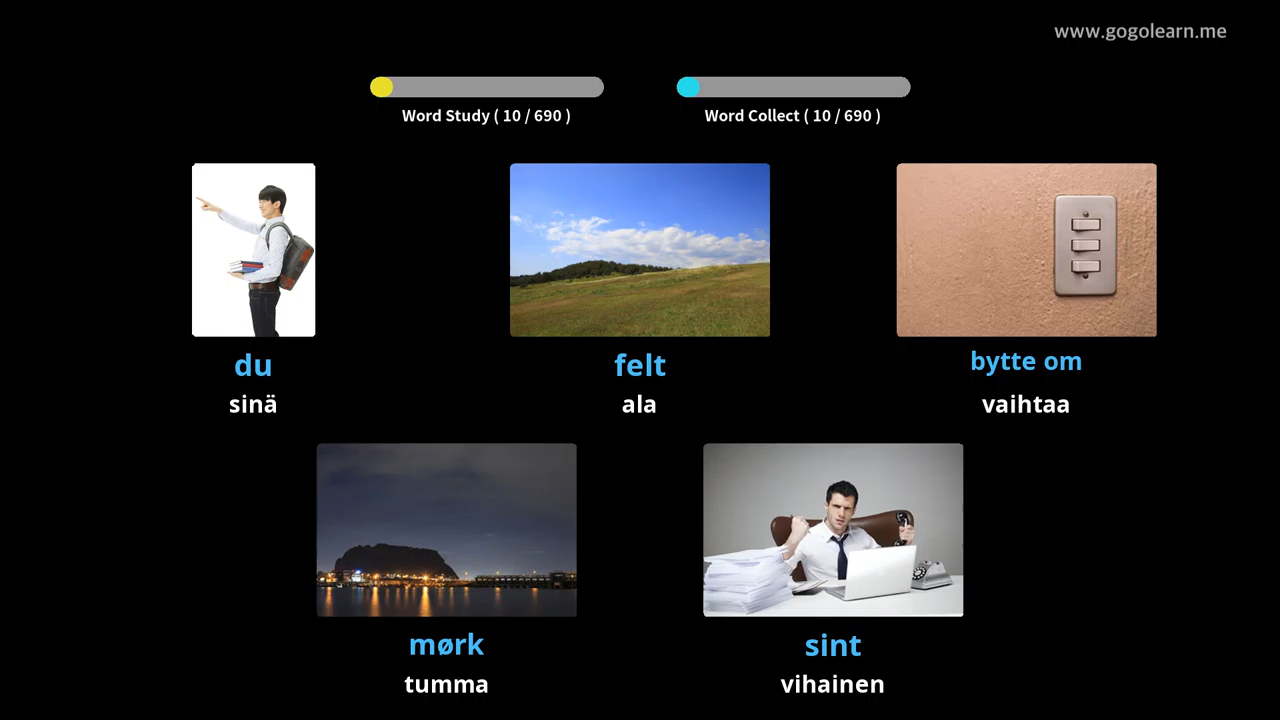 www.gogolearn.me
Word Study ( 10 / 690 )
Word Collect ( 10 / 690 )
du
felt
bytte om
sinä
ala
vaihtaa
mørk
sint
tumma
vihainen